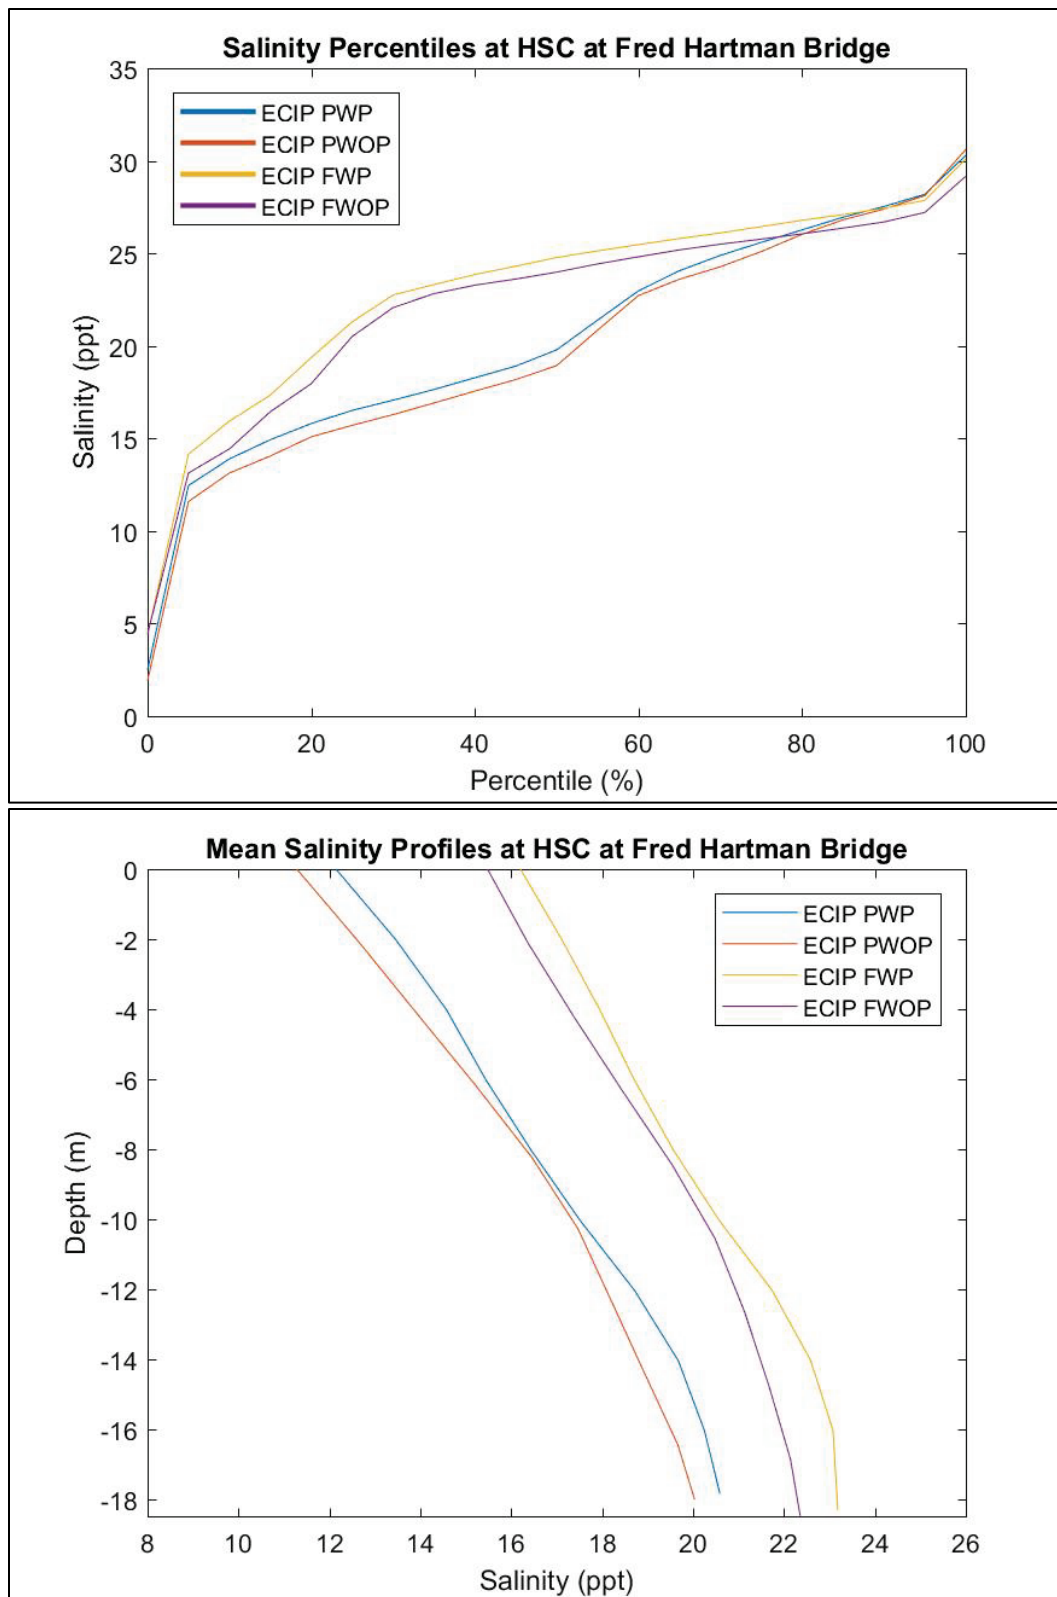 Salinity Percentiles at HSC at Fred Hartman Bridge
35
30
25
20
15
10
5
0
Salinity (ppt)
ECIP PWP
ECIP PWOP
ECIP FWP
ECIP FWOP
0 20 40 60 80 100
Percentile (%)
Mean Salinity Profiles at HSC at Fred Hartman Bridge
0
-2
-4
-6
-8
-10
-12
-14
-16
-18
Depth (m)
ECIP PWP
ECIP PWOP
ECIP FWP
ECIP FWOP
8 10 12 14 16 18 20 22 24 26
Salinity (ppt)